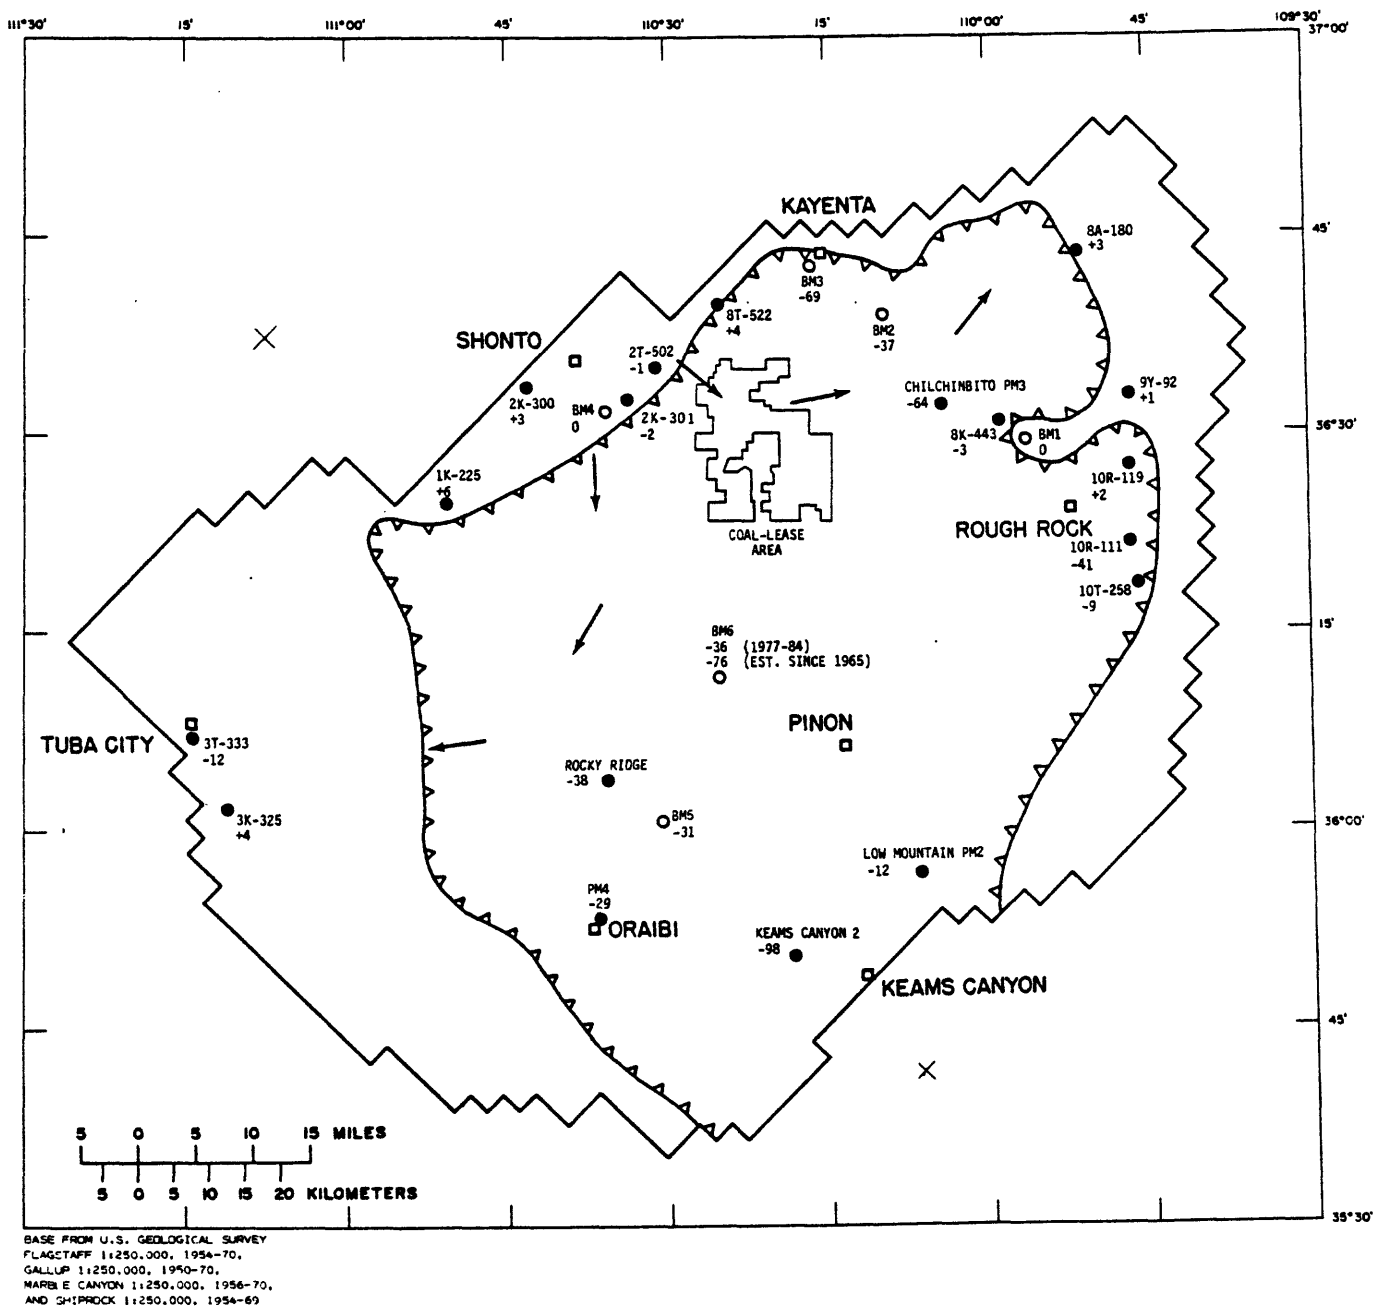 111°30' 15' 111°00' 45' 110°30' 15' 110°00' 45' 109°30'
37°00'
KAYENTA
8A-180
+3
45'
BM3
-69
8T-522
+4
BM2
-37
SHONTO
2T-502
-1
2K-300
+3
BM4
0
2K-301
-2
CHILCHINBITO PM3
-64
9Y-92
+1
8K-443
-3
BM1
0
36°30'
1K-225
+6
10R-119
+2
ROUGH ROCK
COAL-LEASE
AREA
10R-111
-41
10T-258
-9
BM6
-36 (1977-84)
-76 (EST. SINCE 1965)
15'
PINON
TUBA CITY
3T-333
-12
ROCKY RIDGE
-38
3K-325
+4
BM5
-31
36°00'
LOW MOUNTAIN PM2
-12
PM4
-29
ORAIBI
KEAMS CANYON 2
-98
KEAMS CANYON
45'
5 0 5 10 15 MILES
5 0 5 10 15 20 KILOMETERS
35°30'
BASE FROM U.S. GEOLOGICAL SURVEY
FLAGSTAFF 1:250,000, 1954-70,
GALLUP 1:250,000, 1950-70,
MARBLE CANYON 1:250,000, 1956-70,
AND SHIPROCK 1:250,000, 1954-69